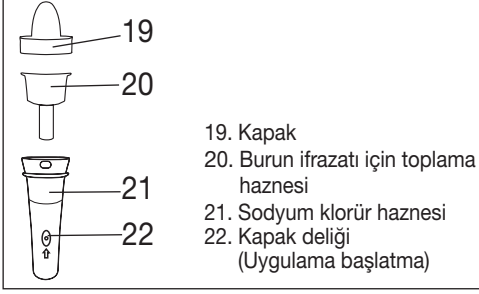 19
20
21
22
19. Kapak
20. Burun ifrazatı için toplama
haznesi
21. Sodyum klorür haznesi
22. Kapak deliği
(Uygulama başlatma)